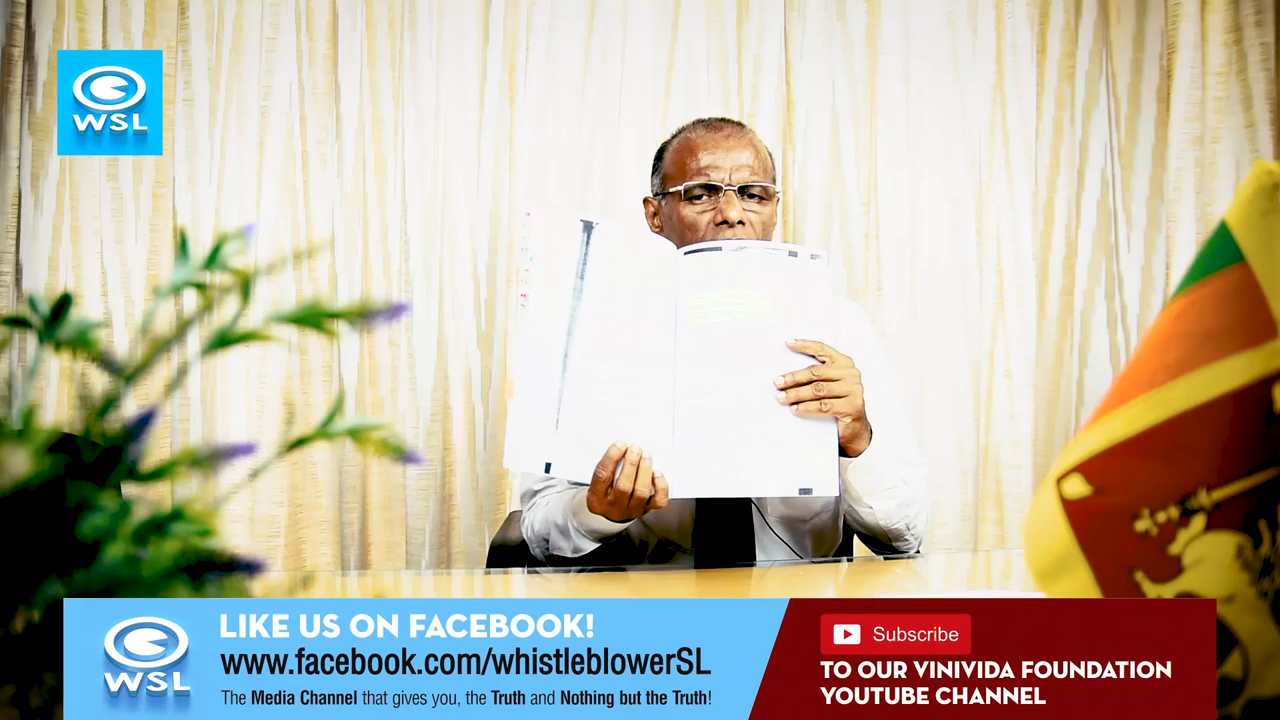 WSL
WSL
LIKE US ON FACEBOOK!
www.facebook.com/whistleblowerSL
The Media Channel that gives you, the Truth and Nothing but the Truth!
Subscribe
TO OUR VINIVIDA FOUNDATION
YOUTUBE CHANNEL